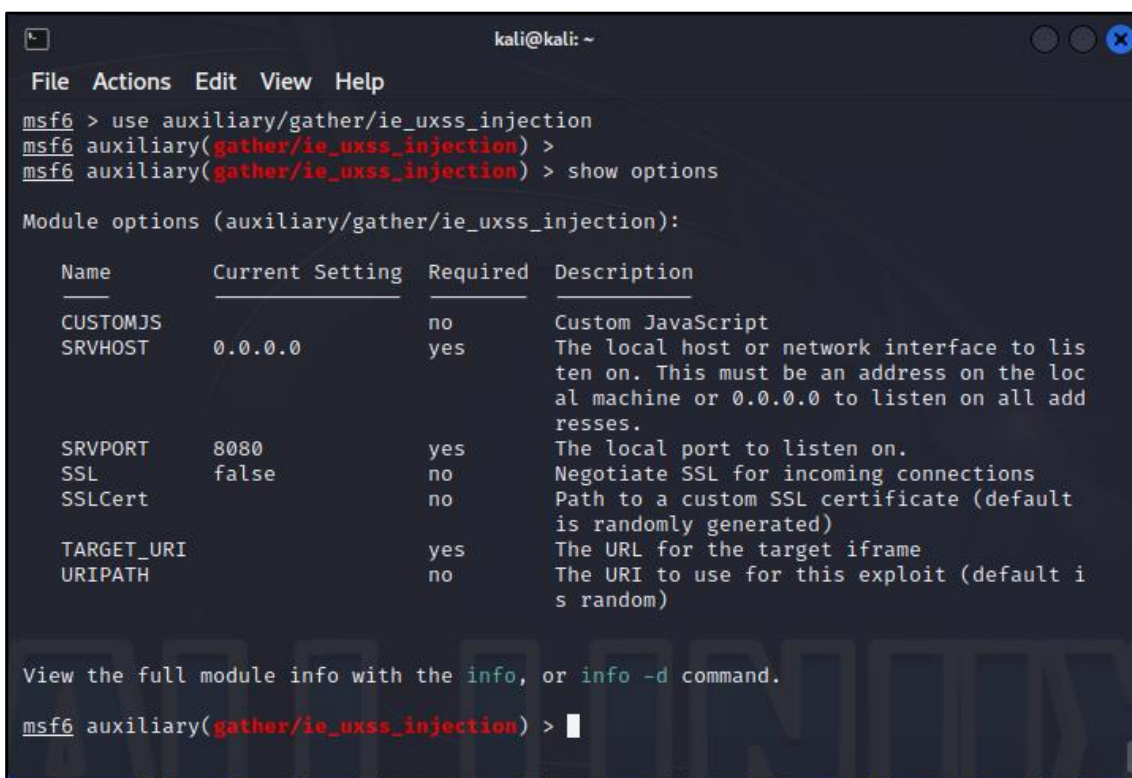 kali@kali: ~
File Actions Edit View Help
msf6 > use auxiliary/gather/ie_uxss_injection
msf6 auxiliary(gather/ie_uxss_injection) >
msf6 auxiliary(gather/ie_uxss_injection) > show options
Module options (auxiliary/gather/ie_uxss_injection):
Name Current Setting Required Description
CUSTOMJS no Custom JavaScript
SRVHOST 0.0.0.0 yes The local host or network interface to lis
ten on. This must be an address on the loc
al machine or 0.0.0.0 to listen on all add
resses.
SRVPORT 8080 yes The local port to listen on.
SSL false no Negotiate SSL for incoming connections
SSLCert no Path to a custom SSL certificate (default
is randomly generated)
TARGET_URI yes The URL for the target iframe
URIPATH no The URI to use for this exploit (default i
s random)
View the full module info with the info, or info -d command.
msf6 auxiliary(gather/ie_uxss_injection) >